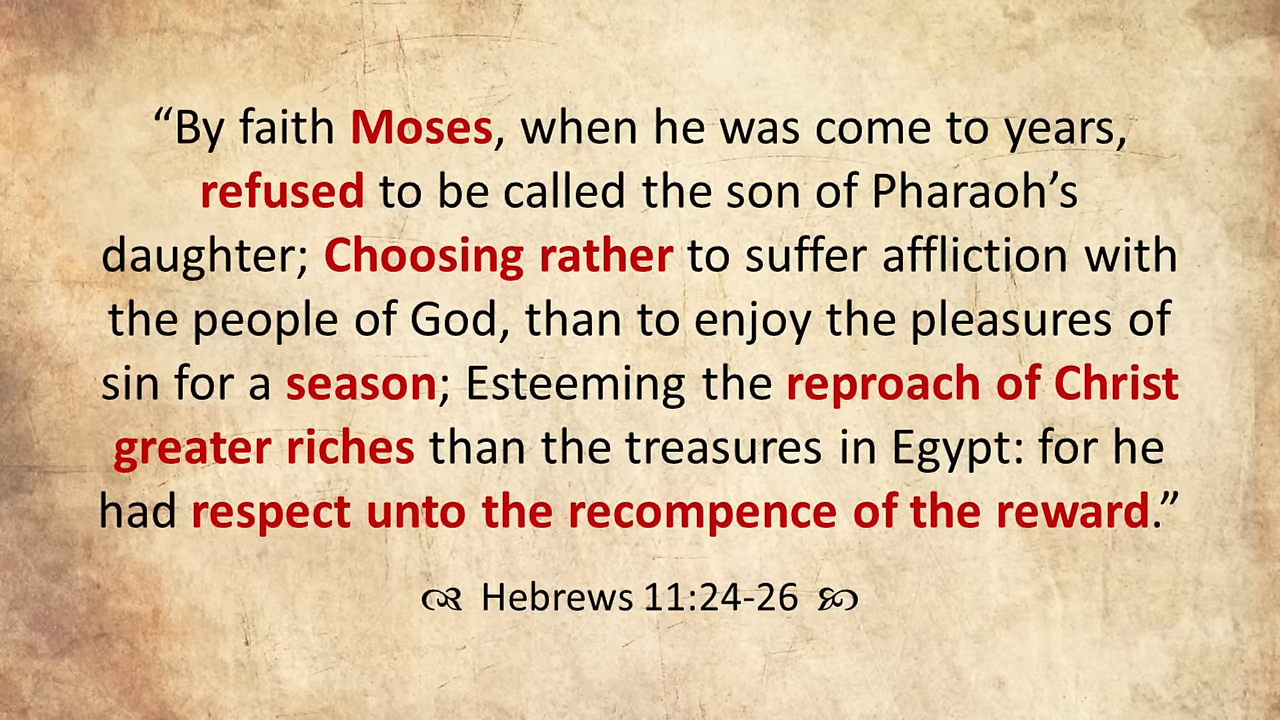 “By faith Moses, when he was come to years,
refused to be called the son of Pharaoh’s
daughter; Choosing rather to suffer affliction with
the people of God, than to enjoy the pleasures of
sin for a season; Esteeming the reproach of Christ
greater riches than the treasures in Egypt: for he
had respect unto the recompence of the reward.”
Hebrews 11:24-26